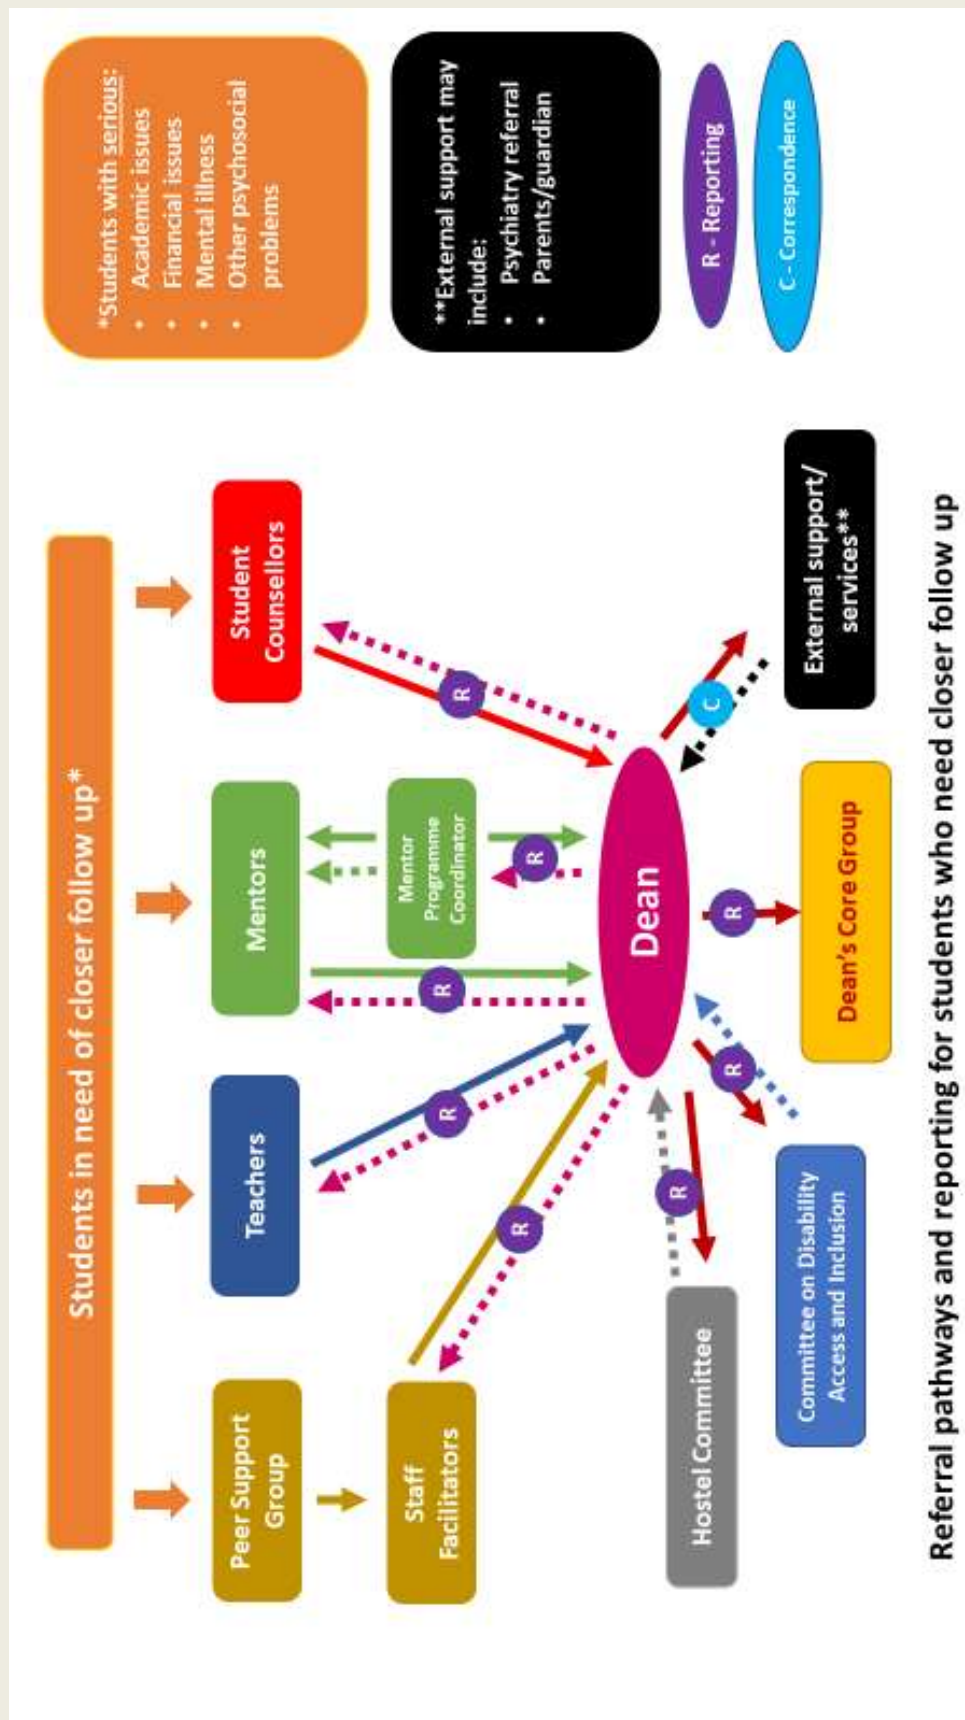 Students in need of closer follow up*
Peer Support
Group
Teachers
Mentors
Student
Counsellors
Staff
Facilitators
Mentor
Programme
Coordinator
R
R
R
R
R
Dean
Hostel Committee
R
R
R
C
Committee on Disability
Access and Inclusion
Dean's Core Group
External support/
services**
*Students with serious:
• Academic issues
• Financial issues
• Mental illness
• Other psychosocial
problems
**External support may
include:
• Psychiatry referral
• Parents/guardian
R - Reporting
C - Correspondence
Referral pathways and reporting for students who need closer follow up